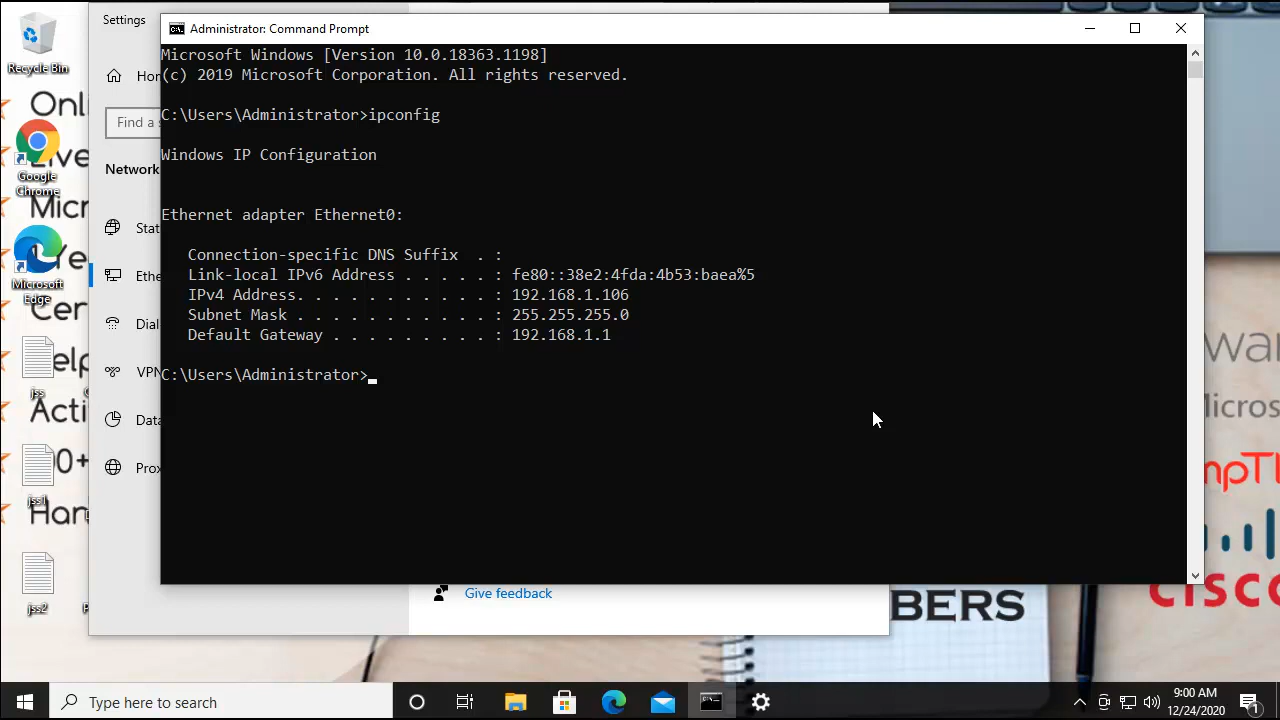 Administrator: Command Prompt
Microsoft Windows [Version 10.0.18363.1198]
(c) 2019 Microsoft Corporation. All rights reserved.
C:\Users\Administrator>ipconfig
Windows IP Configuration
Ethernet adapter Ethernet0:
Connection-specific DNS Suffix . :
Link-local IPv6 Address . . . . . : fe80::38e2:4fda:4b53:baea%5
IPv4 Address. . . . . . . . . . . : 192.168.1.106
Subnet Mask . . . . . . . . . . . : 255.255.255.0
Default Gateway . . . . . . . . . : 192.168.1.1
C:\Users\Administrator>
Settings
Network
Give feedback
Recycle Bin
Google
Chrome
Microsoft
Edge
jss
jss1
jss2
BERS
Type here to search
9:00 AM
12/24/2020
1